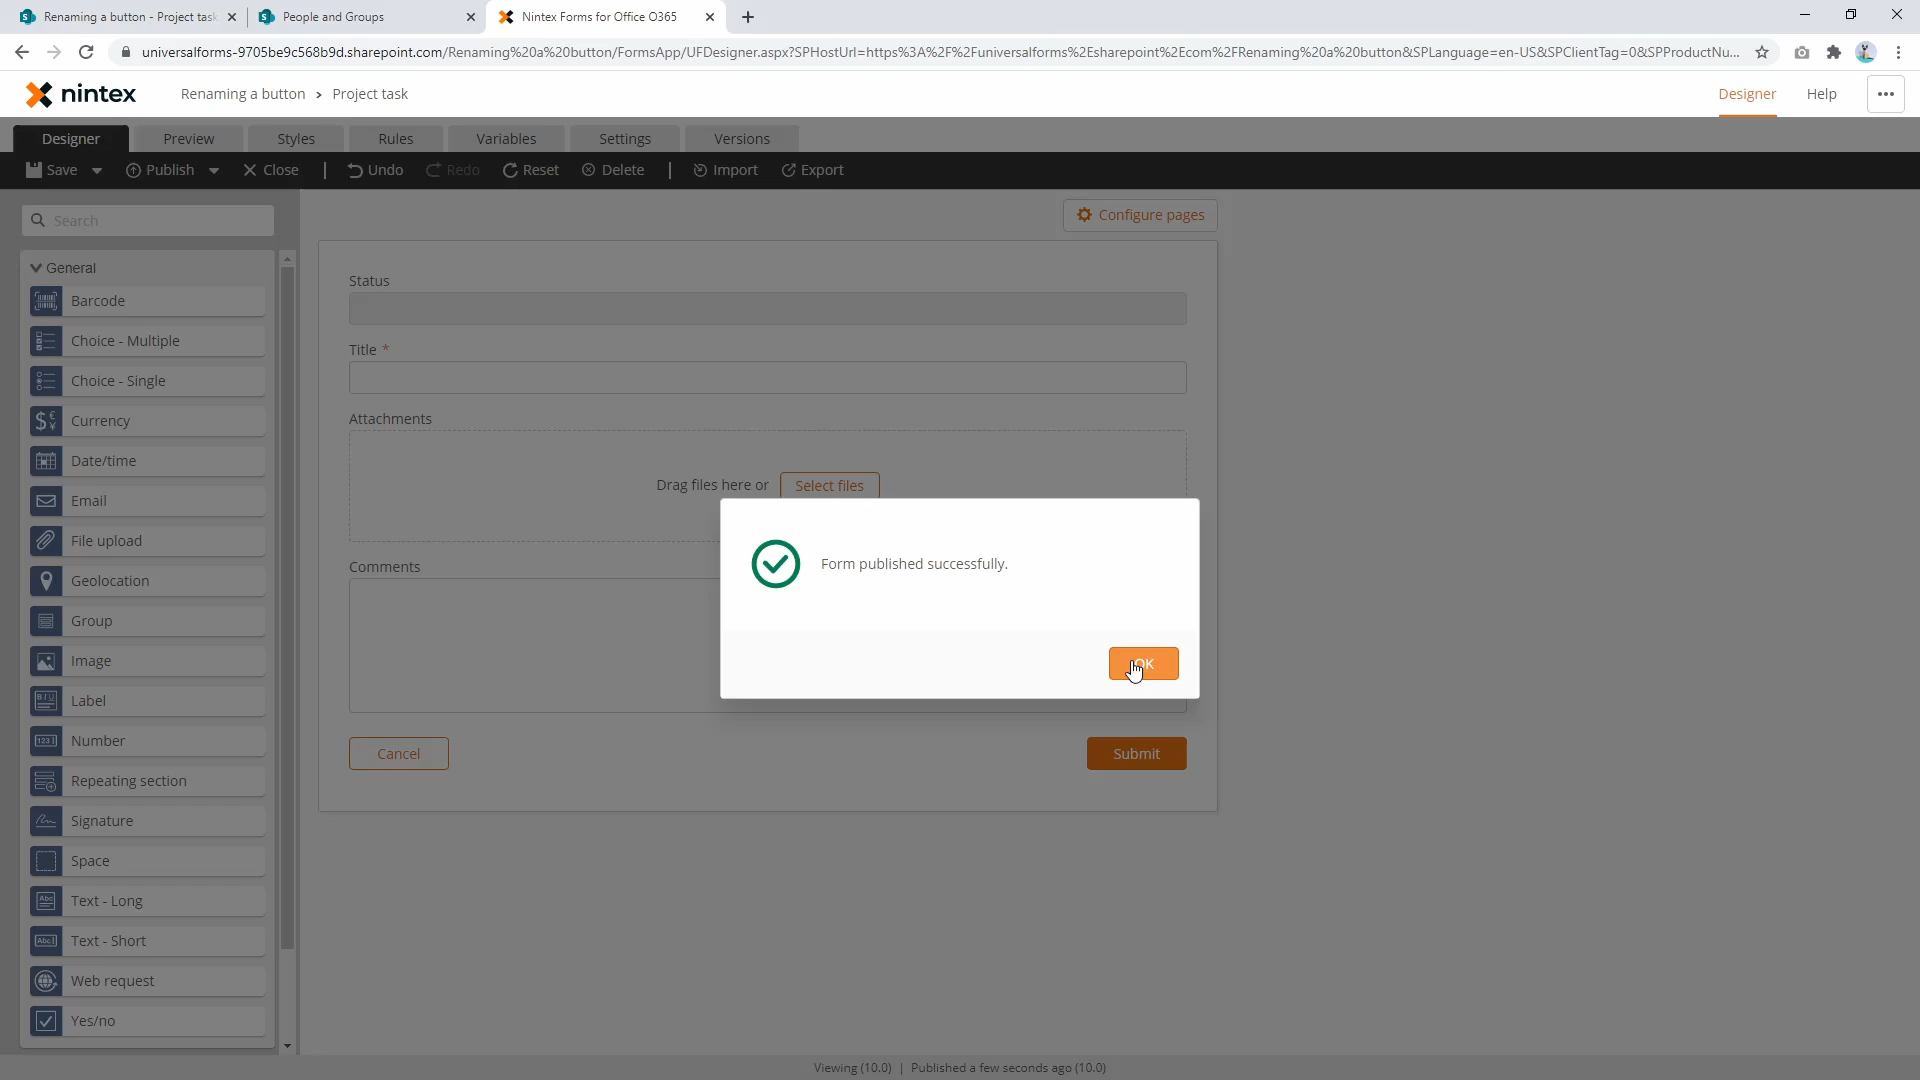 Renaming a button - Project task
People and Groups
Nintex Forms for Office O365
universalforms-9705be9c568b9d.sharepoint.com/Renaming%20a%20button/FormsApp/UFDesigner.aspx?SPHostUrl=https%3A%2F%2Funiversalforms%2Esharepoint%2Ecom%2FRenaming%20a%20button&SPLanguage=en-US&SPClientTag=0&SPProductNu...
nintex
Renaming a button > Project task
Designer
Help
Designer
Preview
Styles
Rules
Variables
Settings
Versions
Save
Publish
Close
Undo
Redo
Reset
Delete
Import
Export
Search
Configure pages
General
Barcode
Choice - Multiple
Choice - Single
Currency
Date/time
Email
File upload
Geolocation
Group
Image
Label
Number
Repeating section
Signature
Space
Text - Long
Text - Short
Web request
Yes/no
Status
Title *
Attachments
Drag files here or
Select files
Comments
Cancel
Submit
Form published successfully.
OK
Viewing (10.0) | Published a few seconds ago (10.0)